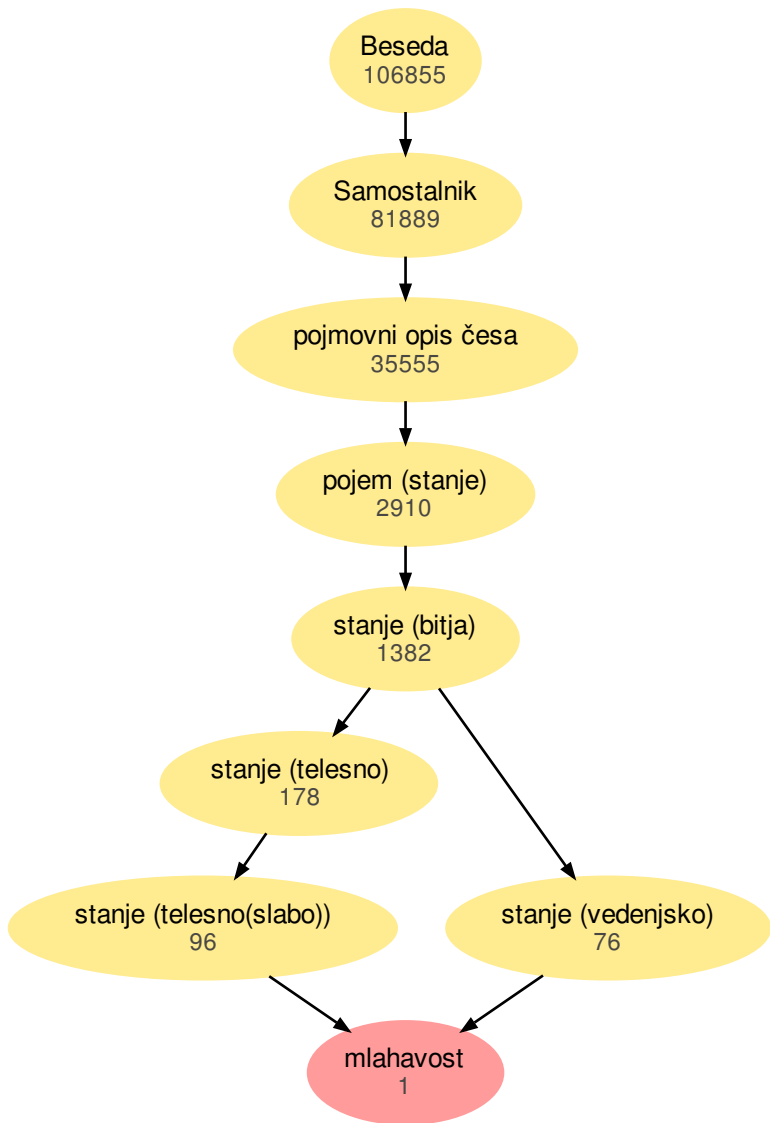 Beseda
106855
Samostalnik
81889
pojmovni opis česa
35555
pojem (stanje)
2910
stanje (bitja)
1382
stanje (telesno)
178
stanje (telesno(slabo))
96
stanje (vedenjsko)
76
mlahavost
1